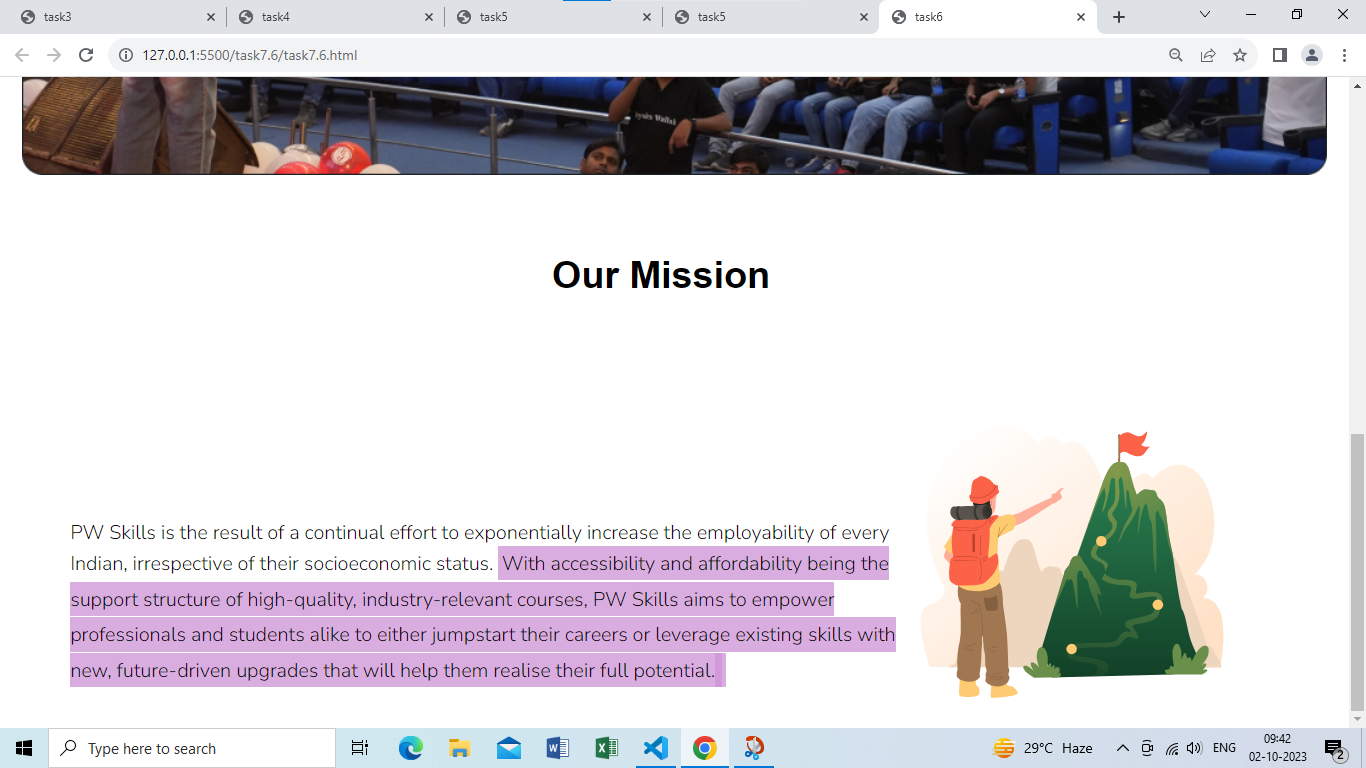 task3
task4
task5
task5
task6
127.0.0.1:5500/task7.6/task7.6.html
Our Mission
PW Skills is the result of a continual effort to exponentially increase the employability of every
Indian, irrespective of their socioeconomic status. With accessibility and affordability being the
support structure of high-quality, industry-relevant courses, PW Skills aims to empower
professionals and students alike to either jumpstart their careers or leverage existing skills with
new, future-driven upgrades that will help them realise their full potential.
Type here to search
29°C Haze
ENG
09:42
02-10-2023
2